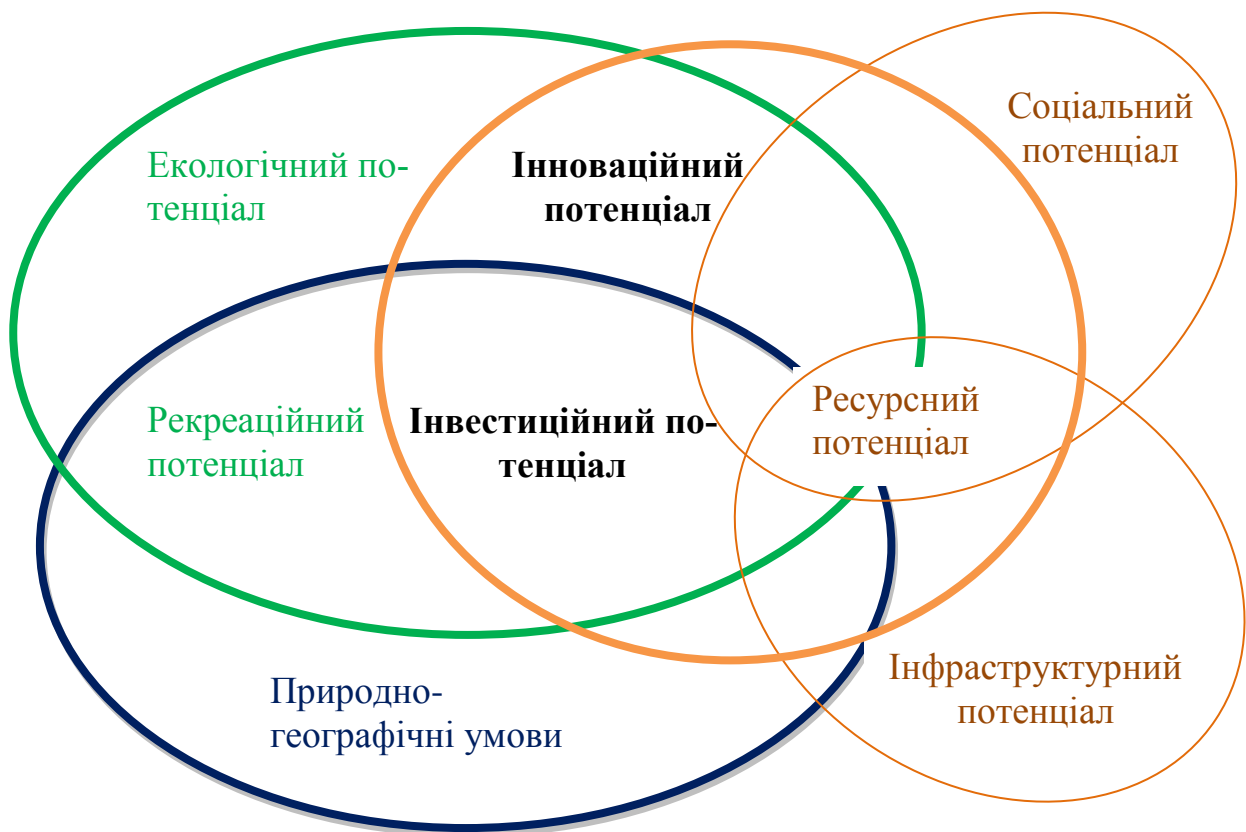 Соціальний
потенціал
Екологічний по-
тенціал
Інноваційний
потенціал
Рекреаційний
потенціал
Інвестиційний по-
тенціал
Ресурсний
потенціал
Природно-
географічні умови
Інфраструктурний
потенціал